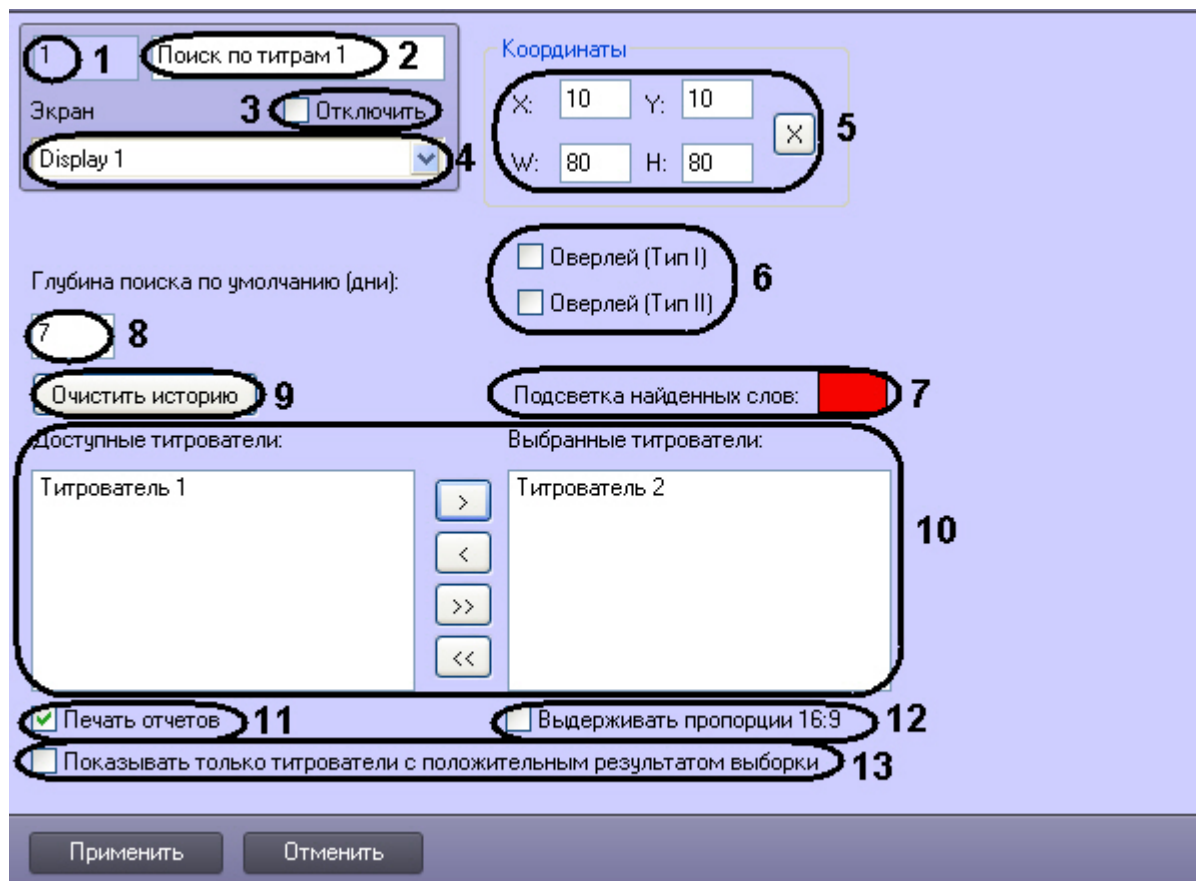 1 1 Поиск по титрам 1 2
Экран 3 Отключить
Display 1 4
Координаты
X: 10 Y: 10
X 5
W: 80 H: 80
Оверлей (Тип I)
Оверлей (Тип II)
6
Глубина поиска по умолчанию (дни):
7 8
Очистить историю 9
Подсветка найденных слов: 7
Доступные титрователи: Выбранные титрователи:
Титрователь 1 Титрователь 2
>
<
>>
<<
10
Печать отчетов 11 Выдерживать пропорции 16:9 12
Показывать только титрователи с положительным результатом выборки 13
Применить Отменить